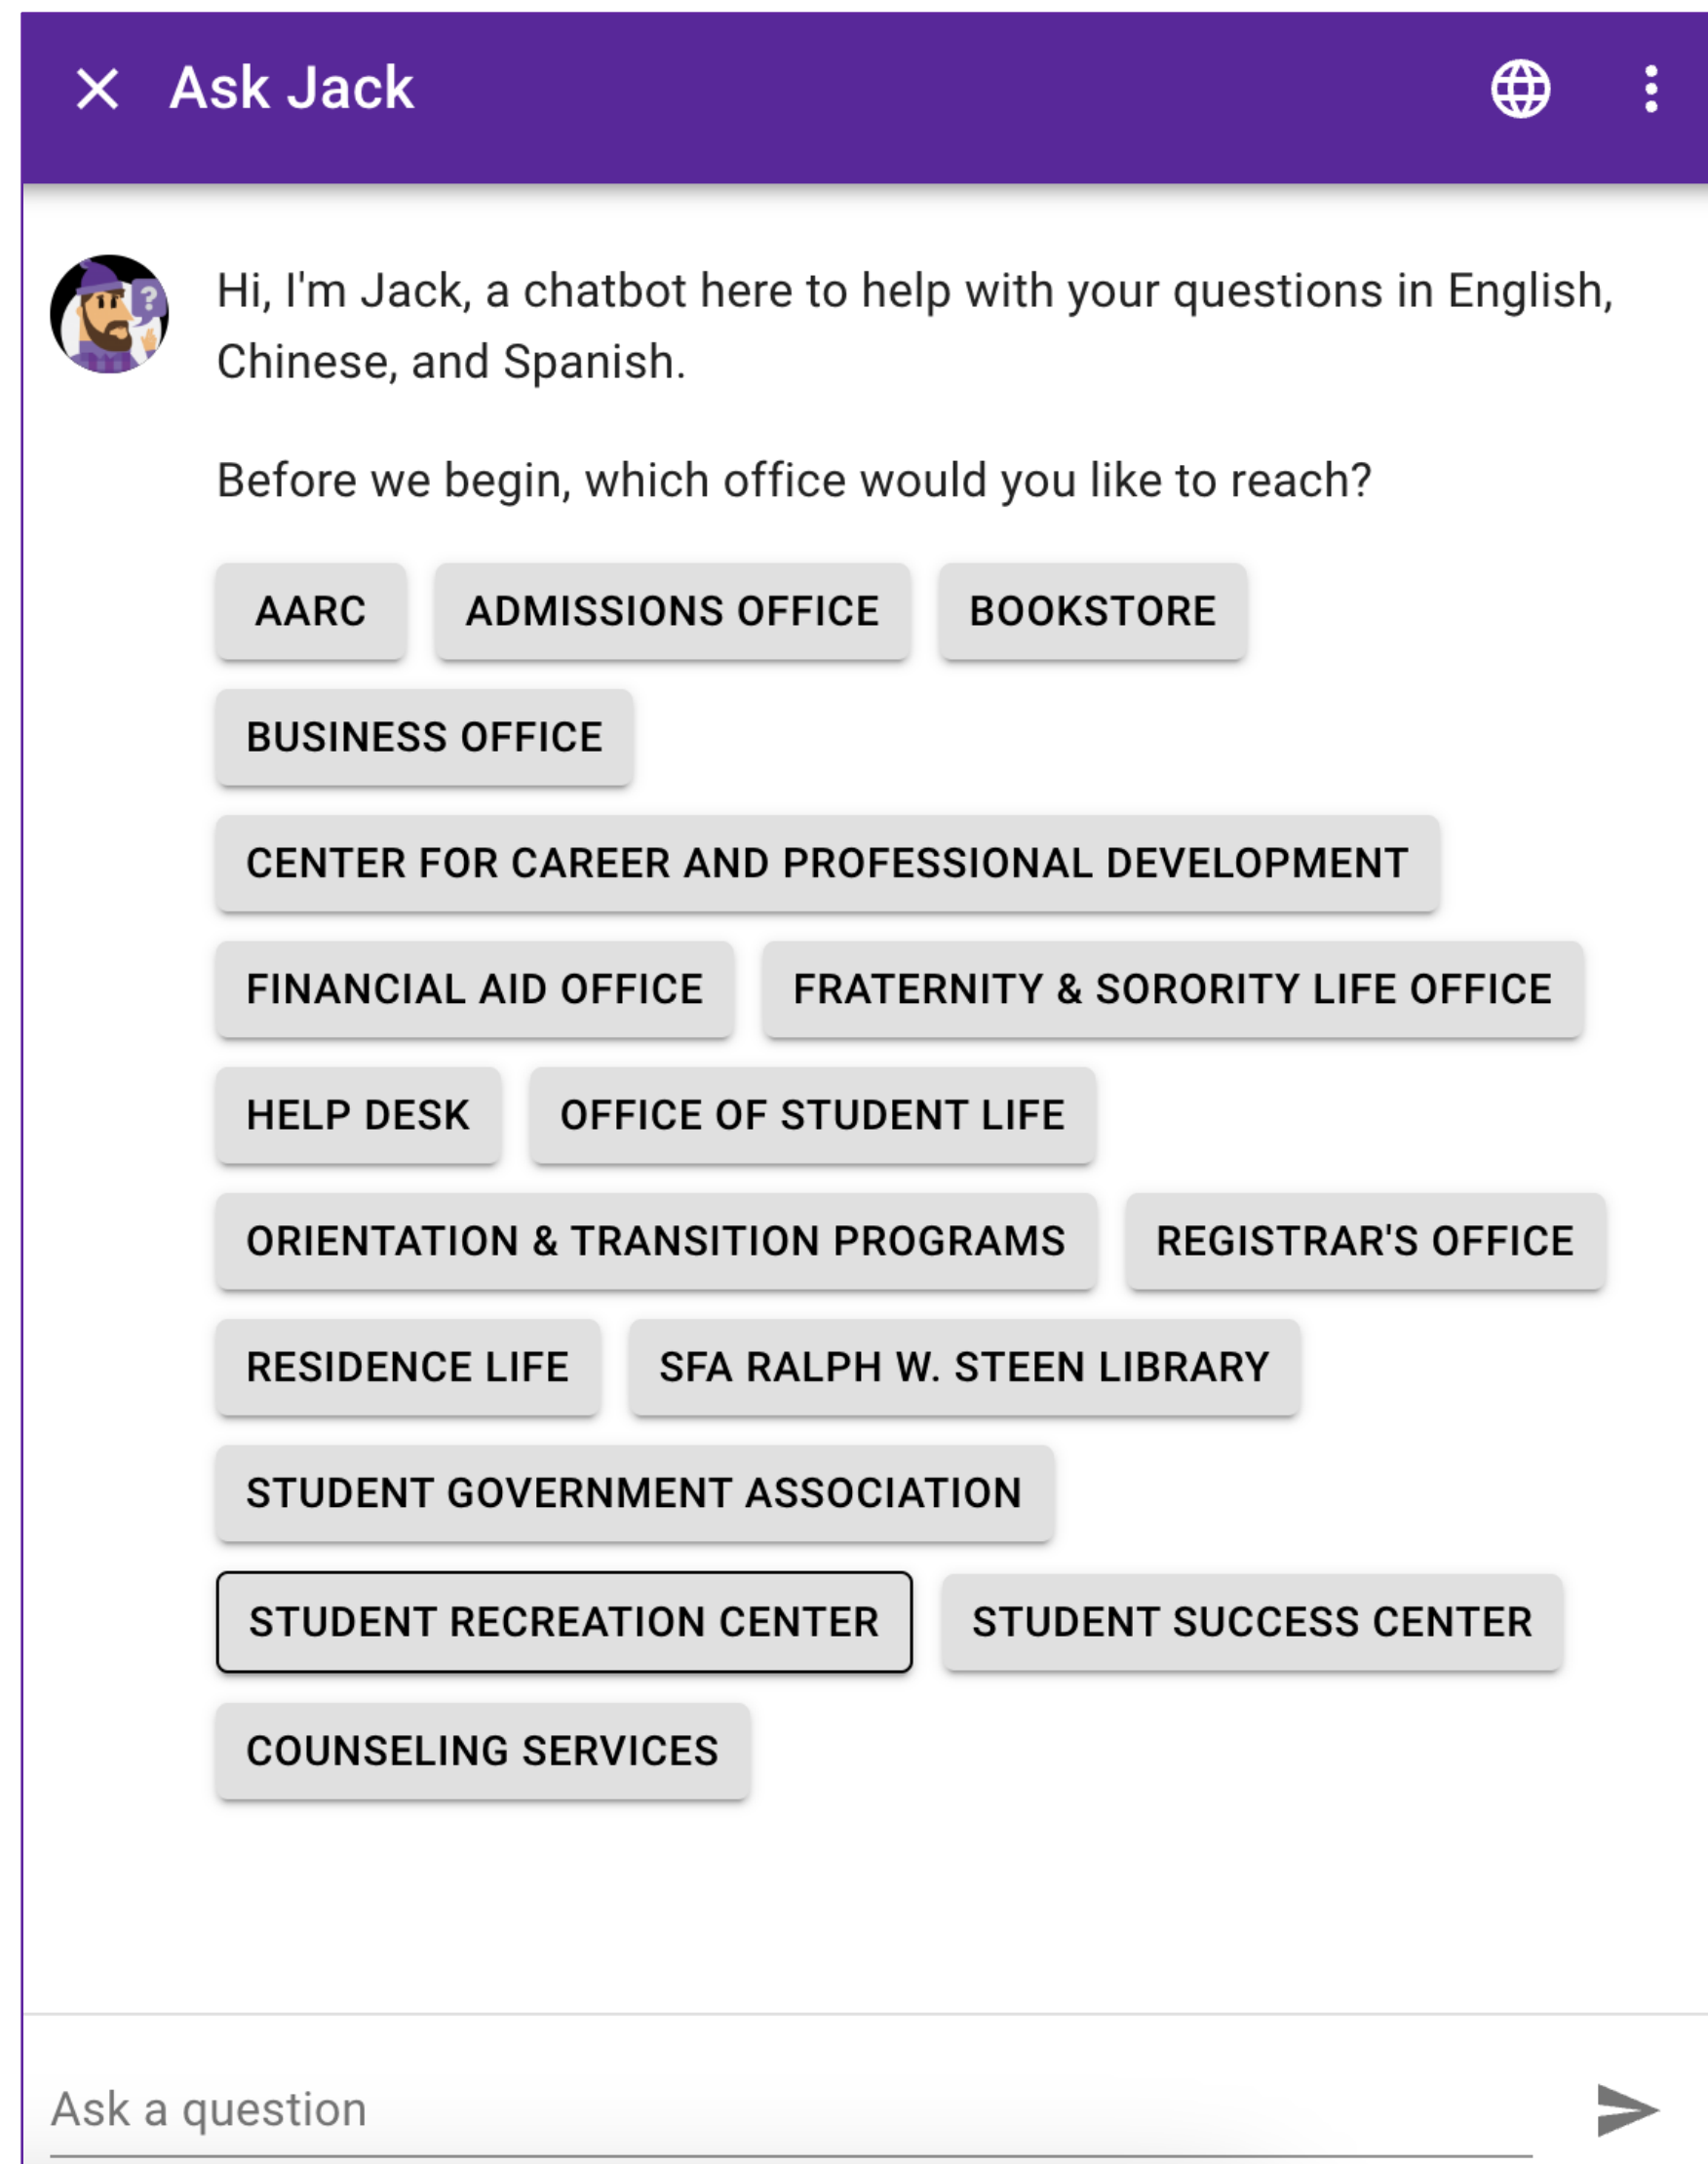 Ask Jack
?
Hi, I'm Jack, a chatbot here to help with your questions in English,
Chinese, and Spanish.
Before we begin, which office would you like to reach?
AARC ADMISSIONS OFFICE BOOKSTORE
BUSINESS OFFICE
CENTER FOR CAREER AND PROFESSIONAL DEVELOPMENT
FINANCIAL AID OFFICE FRATERNITY & SORORITY LIFE OFFICE
HELP DESK OFFICE OF STUDENT LIFE
ORIENTATION & TRANSITION PROGRAMS REGISTRAR'S OFFICE
RESIDENCE LIFE SFA RALPH W. STEEN LIBRARY
STUDENT GOVERNMENT ASSOCIATION
STUDENT RECREATION CENTER STUDENT SUCCESS CENTER
COUNSELING SERVICES
Ask a question